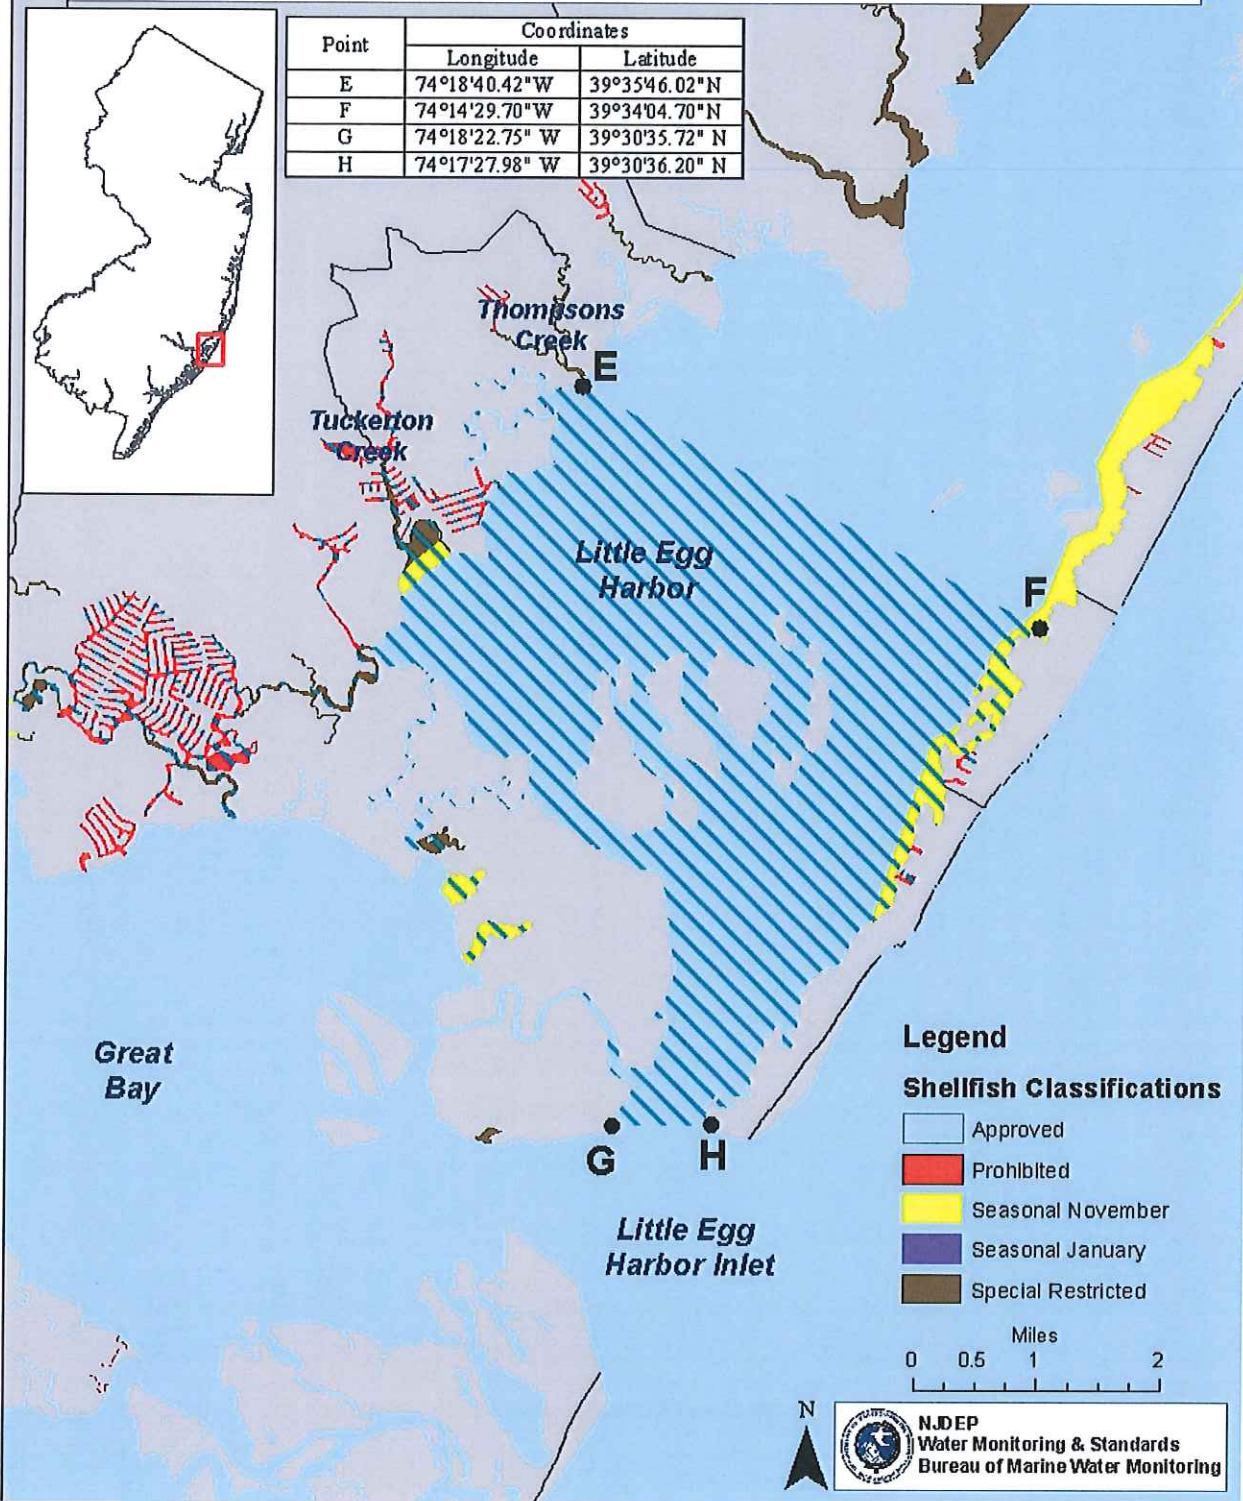 Point Coordinates
Longitude Latitude
E 74°18'40.42"W 39°35'46.02"N
F 74°14'29.70"W 39°34'04.70"N
G 74°18'22.75" W 39°30'35.72" N
H 74°17'27.98" W 39°30'36.20" N
Thompsons
Creek
E
Tuckerton
Creek
Little Egg
Harbor
F
Great
Bay
G
H
Little Egg
Harbor Inlet
Legend
Shellfish Classifications
Approved
Prohibited
Seasonal November
Seasonal January
Special Restricted
Miles
0 0.5 1 2
N
NJDEP
Water Monitoring & Standards
Bureau of Marine Water Monitoring